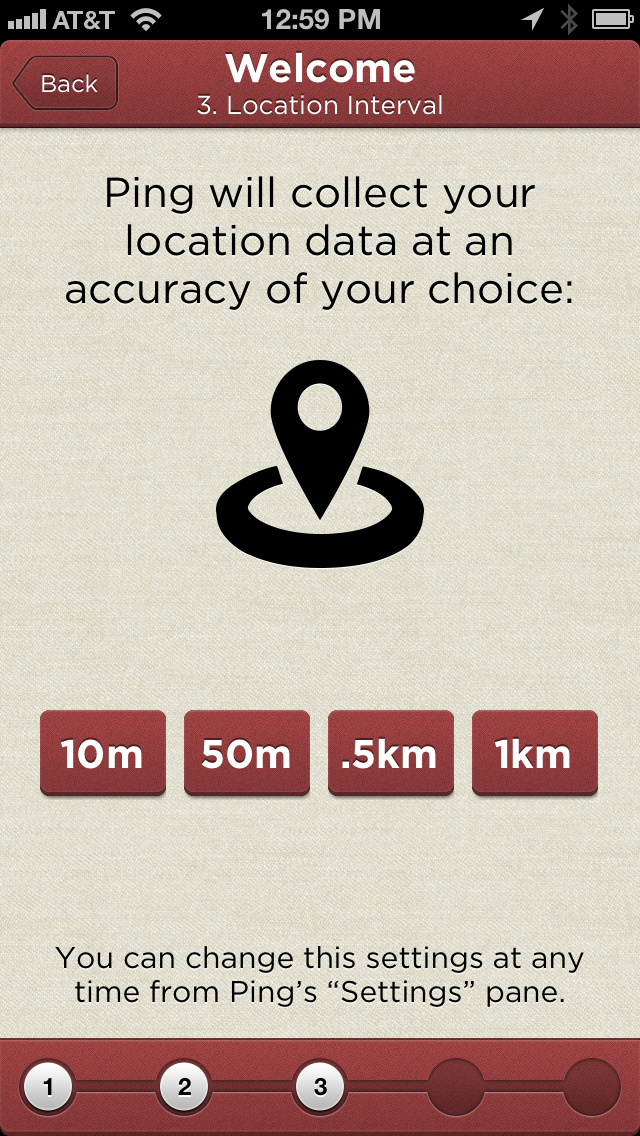 AT&T 12:59 PM
Back
Welcome
3. Location Interval
Ping will collect your
location data at an
accuracy of your choice:
10m 50m .5km 1km
You can change this settings at any
time from Ping’s “Settings” pane.
1 2 3